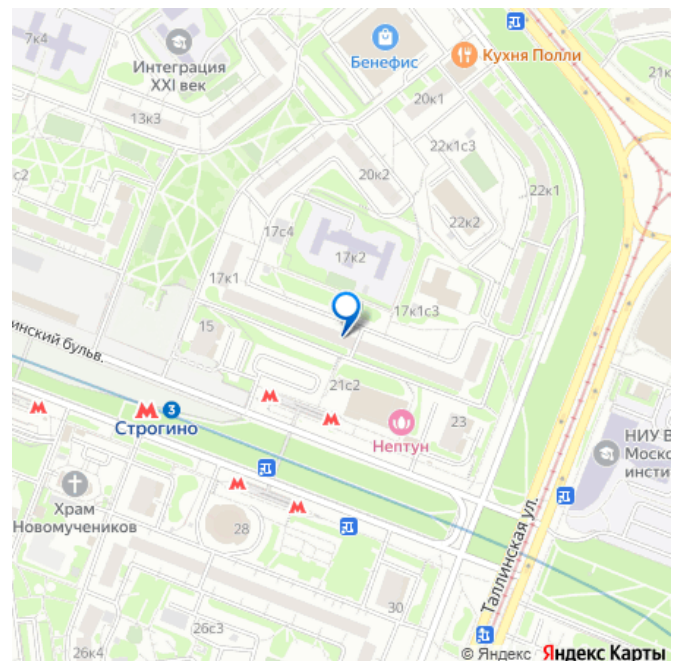 7к4
Интеграция
XXI век
Бенефис
Кухня Полли
21к
13к3
20к1
22к1с3
с2
20к2
22к1
22к2
17с4
17к2
17к1
17к1с3
15
инский бульв.
21с2
3
Строгино
Нептун
23
НИУ В
Моско
инсти
Храм
Новомучеников
28
Таллинская ул.
30
26с3
26к4
© Яндекс Яндекс Карты